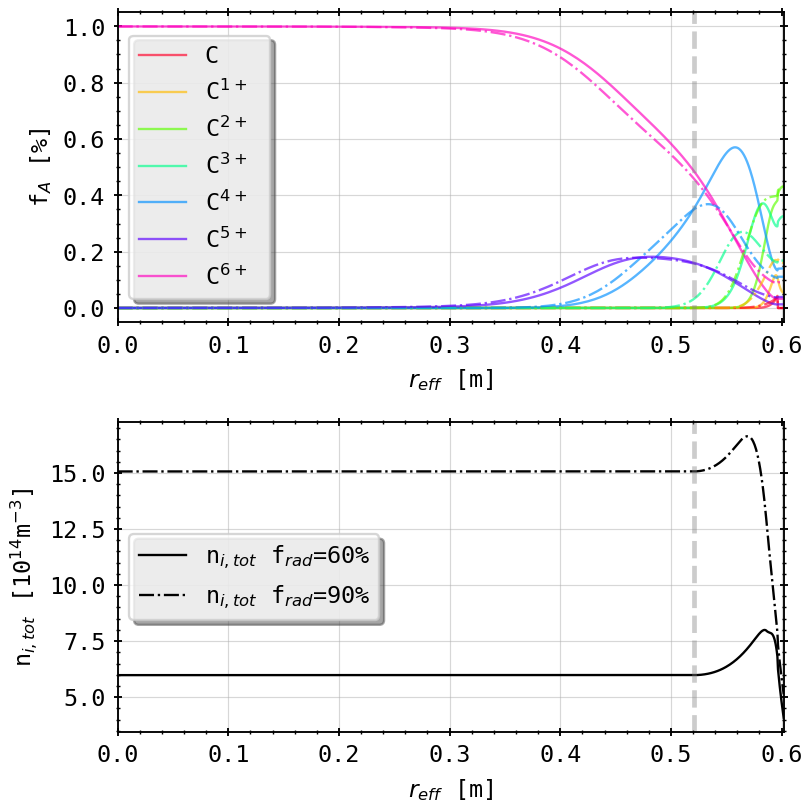 1.0
0.8
0.6
0.4
0.2
0.0
f_A [%]
C
C^1+
C^2+
C^3+
C^4+
C^5+
C^6+
0.0 0.1 0.2 0.3 0.4 0.5 0.6
r_eff [m]
15.0
12.5
10.0
7.5
5.0
n_i,tot [10^14 m^−3]
n_i,tot f_rad=60%
n_i,tot f_rad=90%
0.0 0.1 0.2 0.3 0.4 0.5 0.6
r_eff [m]